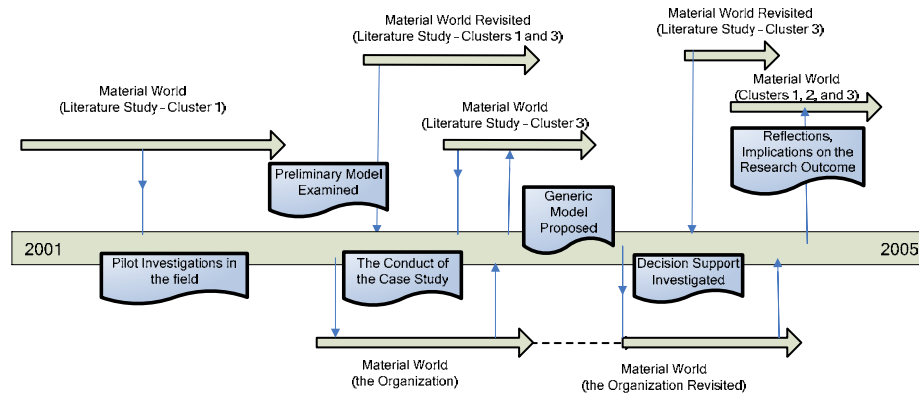 Material World Revisited
(Literature Study – Clusters 1 and 3)
Material World Revisited
(Literature Study – Cluster 3)
Material World
(Literature Study – Cluster 1)
Material World
(Literature Study – Cluster 3)
Material World
(Clusters 1, 2, and 3)
Preliminary Model
Examined
Generic
Model
Proposed
Reflections,
Implications on the
Research Outcome
2001
2005
Pilot Investigations in
the field
The Conduct of
the Case Study
Decision Support
Investigated
Material World
(the Organization)
Material World
(the Organization Revisited)